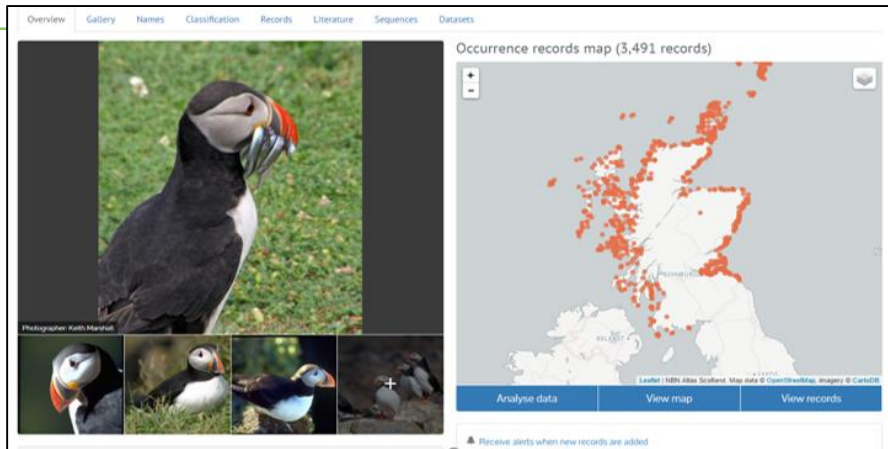 Overview Gallery Names Classification Records Literature Sequences Datasets
Photographer: Keith Marshall
Occurrence records map (3,491 records)
+
-
EDINBURGH
BELFAST
Leaflet | NBN Atlas Scotland, Map data © OpenStreetMap, imagery © CartoDB
Analyse data View map View records
Receive alerts when new records are added